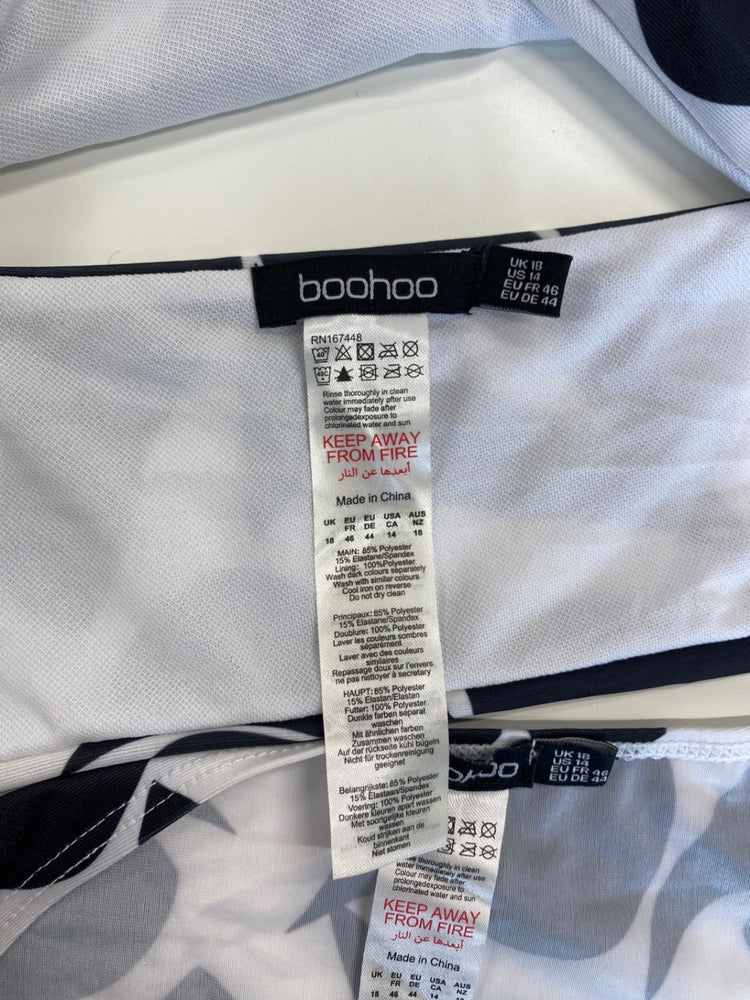 boohoo
UK 18
US 14
EU FR 46
EU DE 44
RN167448
40
40C
Rinse thoroughly in clean
water immediately after use
Colour may fade after
prolongedexposure to
chlorinated water and sun
KEEP AWAY
FROM FIRE
أبعدها عن النار
Made in China
UK EU FR EU DE USA CA AUS NZ
18 46 44 14 18
MAIN: 85% Polyester
15% Elastane/Spandex
Lining: 100%Polyester
Wash dark colours separately
Wash with similar colours
Cool iron on reverse
Do not dry clean
Principaux: 85% Polyester
15% Elastane/Spandex
Doublure: 100% Polyester
Laver les couleurs sombres
séparément
Laver avec des couleurs
similaires
Repassage doux sur l'envers
ne pas nettoyer à secretary
HAUPT: 85% Polyester
15% Elastan/Elastan
Futter: 100% Polyester
Dunkle farben separat
waschen
Mit ähnlichen farben
Zusammen waschen
Auf der rückseite kühl bügeln
Nicht für trockenreinigung
geeignet
Belangrijkste: 85% Polyester
15% Elastaan/Spandex
Voering: 100% Polyester
Donkere kleuren apart wassen
Met soortgelijke kleuren
wassen
Koud strijken aan de
binnenkant
Niet stomen
ohoo
UK 18
US 14
EU FR 46
EU DE 44
thoroughly in clean
water immediately after use
Colour may fade after
prolongedexposure to
chlorinated water and sun
KEEP AWAY
FROM FIRE
أبعدها عن النار
Made in China
UK EU FR EU DE USA CA AUS NZ
18 46 44 14 18